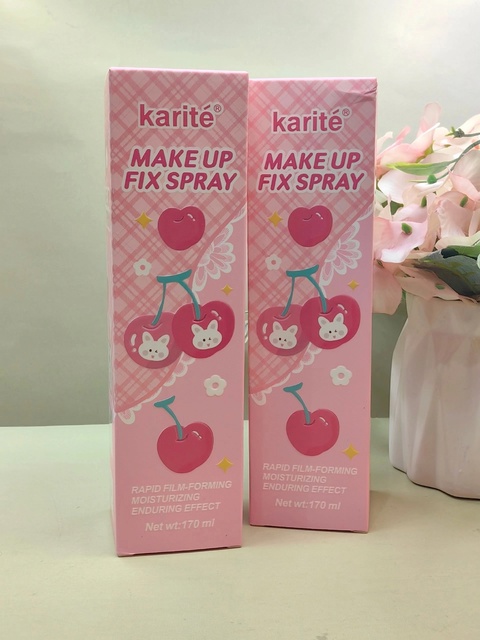 karité®
MAKE UP
FIX SPRAY
RAPID FILM-FORMING
MOISTURIZING
ENDURING EFFECT
Net wt:170 ml
karité®
MAKE UP
FIX SPRAY
RAPID FILM-FORMING
MOISTURIZING
ENDURING EFFECT
Net wt:170 ml